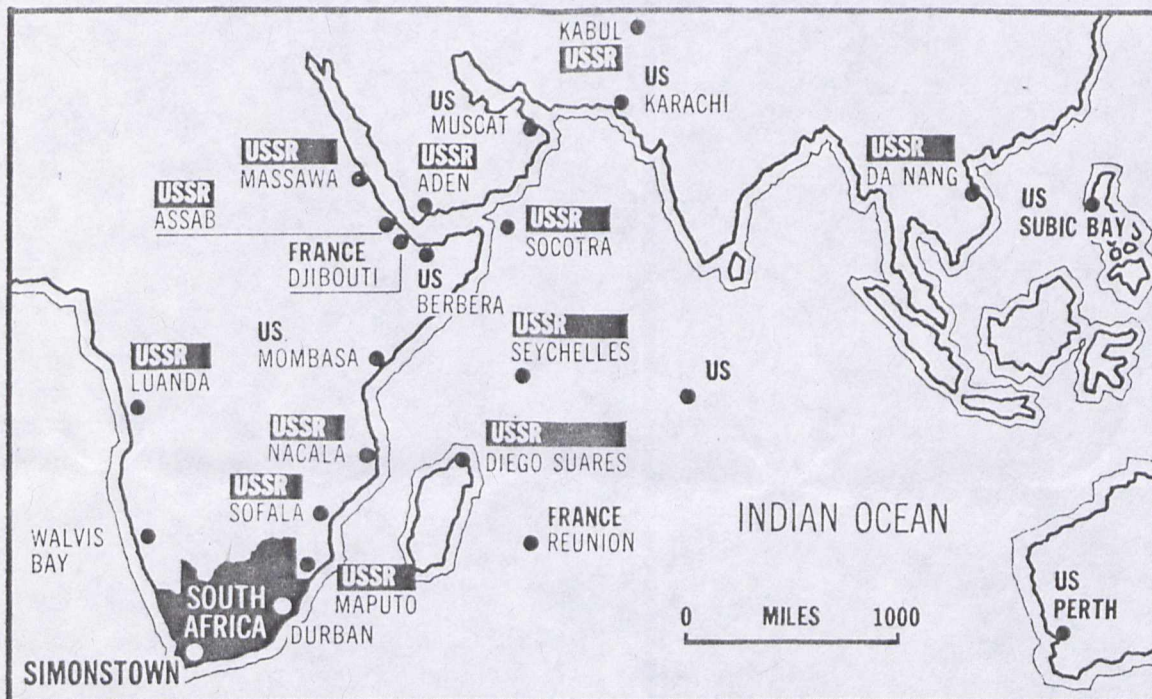 KABUL
USSR
US
KARACHI
US
MUSCAT
USSR
MASSAWA
USSR
ADEN
USSR
DA NANG
USSR
ASSAB
US
SUBIC BAY
USSR
SOCOTRA
FRANCE
DJIBOUTI
US
BERBERA
US
MOMBASA
USSR
SEYCHELLES
USSR
LUANDA
US
USSR
NACALA
USSR
DIEGO SUARES
USSR
SOFALA
FRANCE
REUNION
INDIAN OCEAN
WALVIS
BAY
USSR
MAPUTO
SOUTH
AFRICA
DURBAN
0 MILES 1000
US
PERTH
SIMONSTOWN